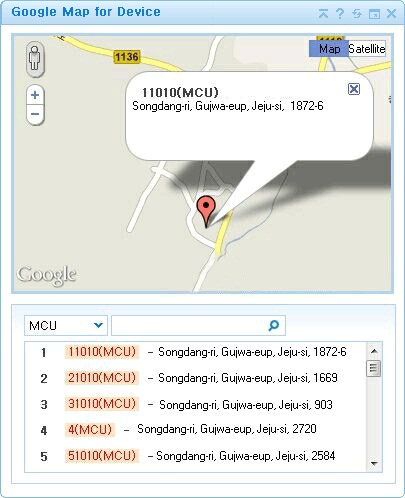 Google Map for Device
?
1136
Map Satellite
11010(MCU)
Songdang-ri, Gujwa-eup, Jeju-si, 1872-6
+
-
Google
MCU
1 11010(MCU) - Songdang-ri, Gujwa-eup, Jeju-si, 1872-6
2 21010(MCU) - Songdang-ri, Gujwa-eup, Jeju-si, 1669
3 31010(MCU) - Songdang-ri, Gujwa-eup, Jeju-si, 903
4 4(MCU) - Songdang-ri, Gujwa-eup, Jeju-si, 2720
5 51010(MCU) - Songdang-ri, Gujwa-eup, Jeju-si, 2584